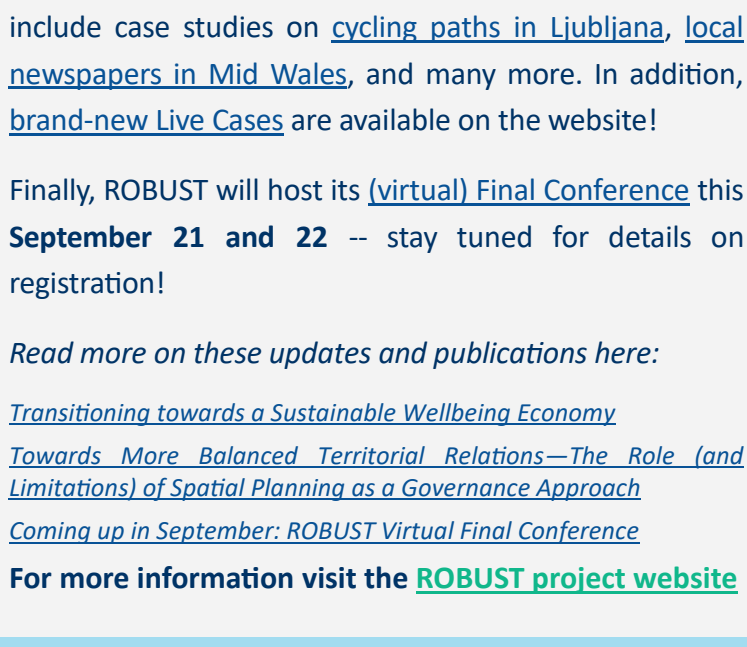 include case studies on cycling paths in Ljubljana, local
newspapers in Mid Wales, and many more. In addition,
brand-new Live Cases are available on the website!
Finally, ROBUST will host its (virtual) Final Conference this
September 21 and 22 -- stay tuned for details on
registration!
Read more on these updates and publications here:
Transitioning towards a Sustainable Wellbeing Economy
Towards More Balanced Territorial Relations—The Role (and
Limitations) of Spatial Planning as a Governance Approach
Coming up in September: ROBUST Virtual Final Conference
For more information visit the ROBUST project website